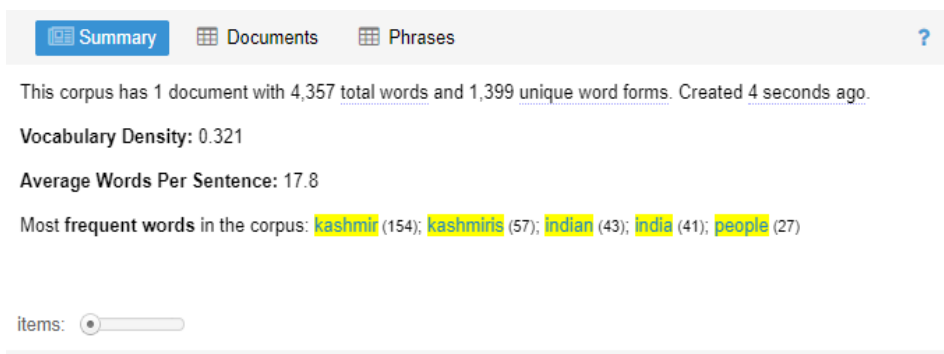 Summary Documents Phrases ?
This corpus has 1 document with 4,357 total words and 1,399 unique word forms. Created 4 seconds ago.
Vocabulary Density: 0.321
Average Words Per Sentence: 17.8
Most frequent words in the corpus: kashmir (154); kashmiris (57); indian (43); india (41); people (27)
items: